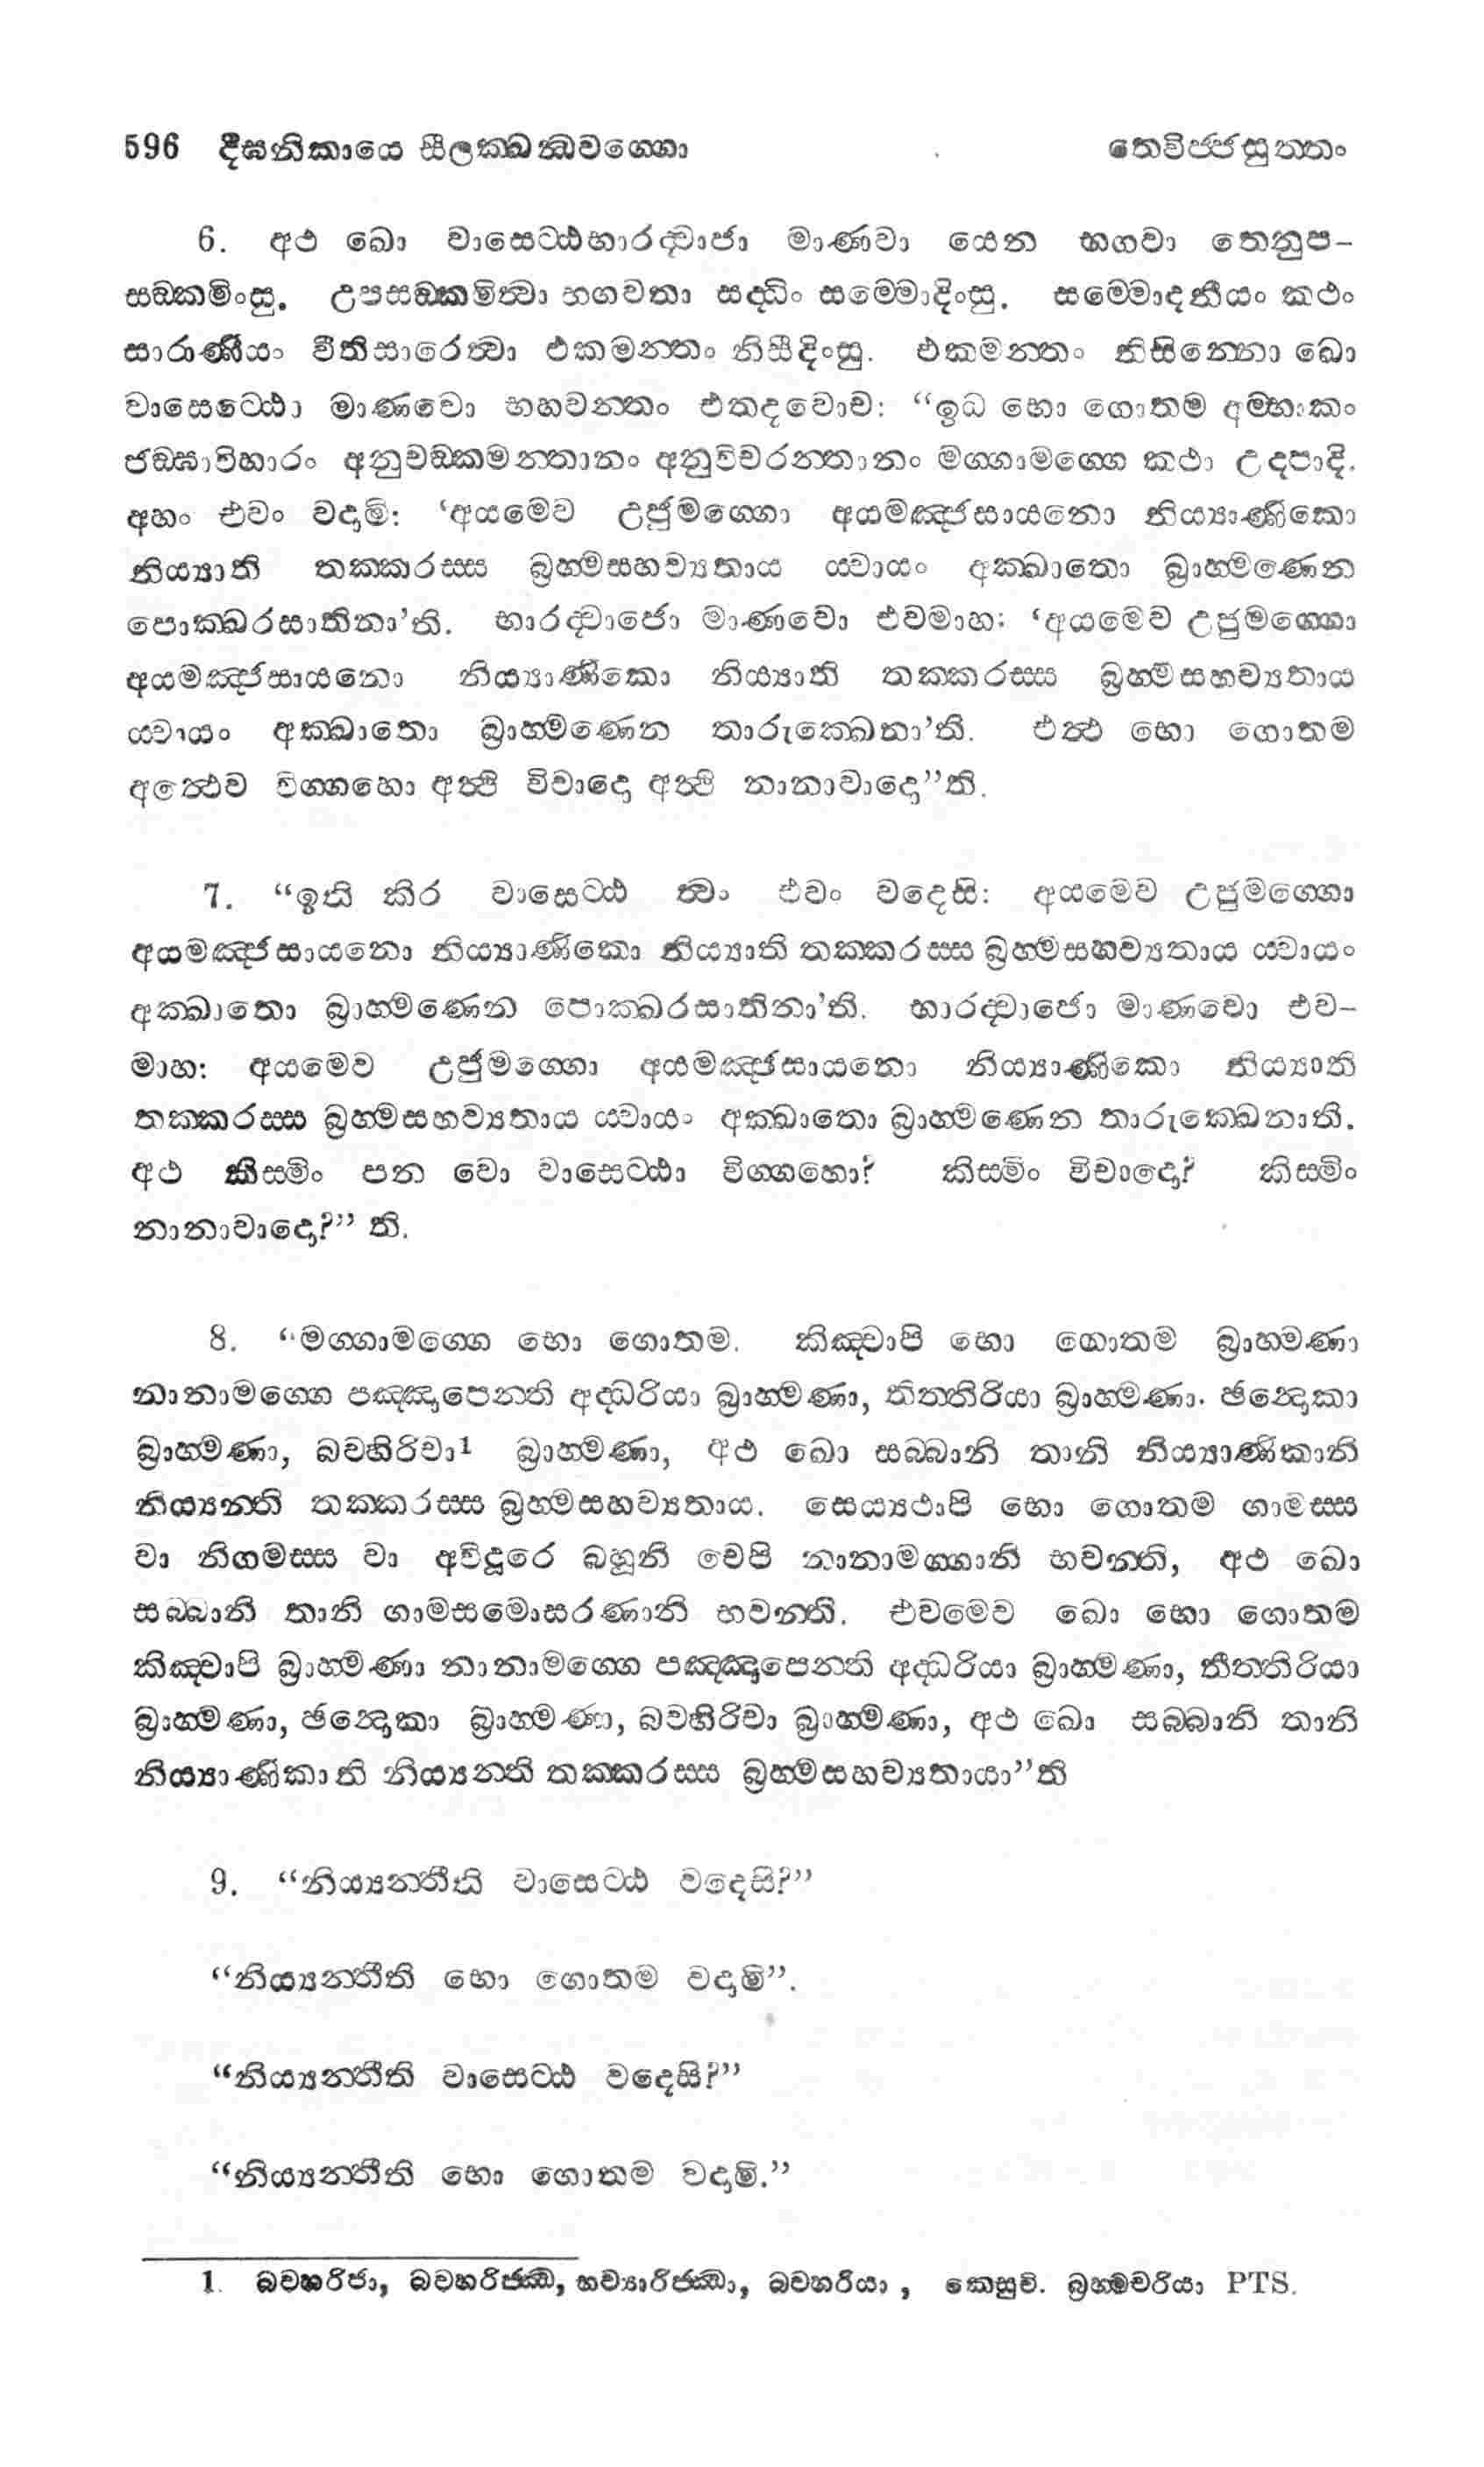 596 දීඝනිකායෙ සීලක්ඛන්ධවග්ගො තෙවිජ්ජසුත්තං
6. අථ ඛො වාසෙට්ඨභාරද්වාජා මාණවා යෙන භගවා තෙනුප-
සඞ්කමිංසු. උපසඞ්කමිත්වා භගවතා සද්ධිං සම්මොදිංසු. සම්මොදනීයං කථං
සාරාණීයං වීතිසාරෙත්වා එකමන්තං නිසීදිංසු. එකමන්තං නිසින්නො ඛො
වාසෙට්ඨො මාණවො භහවන්තං එතදවොච: “ඉධ භො ගොතම අම්හාකං
ජඞ්ඝාවිහාරං අනුචඞ්කමන්තානං අනුවිචරන්තානං මග්ගාමග්ගෙ කථා උදපාදි.
අහං එවං වදාමි: ‘අයමෙව උජුමග්ගො අයමඤ්ජසායනො නිය්‍යාණිකො
නිය්‍යාති තක්කරස්ස බ්‍රහ්මසහව්‍යතාය ය්වායං අක්ඛාතො බ්‍රාහ්මණෙන
පොක්ඛරසාතිනා’ති. භාරද්වාජො මාණවො එවමාහ: ‘අයමෙව උජුමග්ගො
අයමඤ්ජසායනො නිය්‍යාණිකො නිය්‍යාති තක්කරස්ස බ්‍රහ්මසහව්‍යතාය
ය්වායං අක්ඛාතො බ්‍රාහ්මණෙන තාරුක්ඛෙනා’ති. එත්ථ භො ගොතම
අත්ථෙව විග්ගහො අත්ථි විවාදො අත්ථි නානාවාදො”ති.
7. “ඉති කිර වාසෙට්ඨ ත්වං එවං වදෙසි: අයමෙව උජුමග්ගො
අයමඤ්ජසායනො නිය්‍යාණිකො නිය්‍යාති තක්කරස්ස බ්‍රහ්මසහව්‍යතාය ය්වායං
අක්ඛාතො බ්‍රාහ්මණෙන පොක්ඛරසාතිනා’ති. භාරද්වාජො මාණවො එව-
මාහ: අයමෙව උජුමග්ගො අයමඤ්ජසායනො නිය්‍යාණිකො නිය්‍යාති
තක්කරස්ස බ්‍රහ්මසහව්‍යතාය ය්වායං අක්ඛාතො බ්‍රාහ්මණෙන තාරුක්ඛෙනාති.
අථ කිස්මිං පන වො වාසෙට්ඨා විග්ගහො? කිස්මිං විවාදො? කිස්මිං
නානාවාදො?” ති.
8. “මග්ගාමග්ගෙ භො ගොතම. කිඤ්චාපි භො ගොතම බ්‍රාහ්මණා
නානාමග්ගෙ පඤ්ඤාපෙන්ති අද්ධරියා බ්‍රාහ්මණා, තිත්තිරියා බ්‍රාහ්මණා. ඡන්දොකා
බ්‍රාහ්මණා, බව්හිරිවා1 බ්‍රාහ්මණා, අථ ඛො සබ්බානි තානි නිය්‍යාණිකානි
නිය්‍යන්ති තක්කරස්ස බ්‍රහ්මසහව්‍යතාය. සෙය්‍යථාපි භො ගොතම ගාමස්ස
වා නිගමස්ස වා අවිදූරෙ බහූනි චෙපි නානාමග්ගානි භවන්ති, අථ ඛො
සබ්බානි තානි ගාමසමොසරණානි භවන්ති. එවමෙව ඛො භො ගොතම
කිඤ්චාපි බ්‍රාහ්මණා නානාමග්ගෙ පඤ්ඤාපෙන්ති අද්ධරියා බ්‍රාහ්මණා, තිත්තිරියා
බ්‍රාහ්මණා, ඡන්දොකා බ්‍රාහ්මණා, බව්හිරිවා බ්‍රාහ්මණා, අථ ඛො සබ්බානි තානි
නිය්‍යාණිකානි නිය්‍යන්ති තක්කරස්ස බ්‍රහ්මසහව්‍යතායා”ති
9. “නිය්‍යන්තීති වාසෙට්ඨ වදෙසි?”
“නිය්‍යන්තීති භො ගොතම වදාමි”.
“නිය්‍යන්තීති වාසෙට්ඨ වදෙසි?”
“නිය්‍යන්තීති භො ගොතම වදාමි.”
1. බව්හරිජා, බව්හරිජ්ඣා, භව්‍යාරිජ්ඣා, බව්හරියා, කෙසුචි. බ්‍රහ්මචරියා PTS.